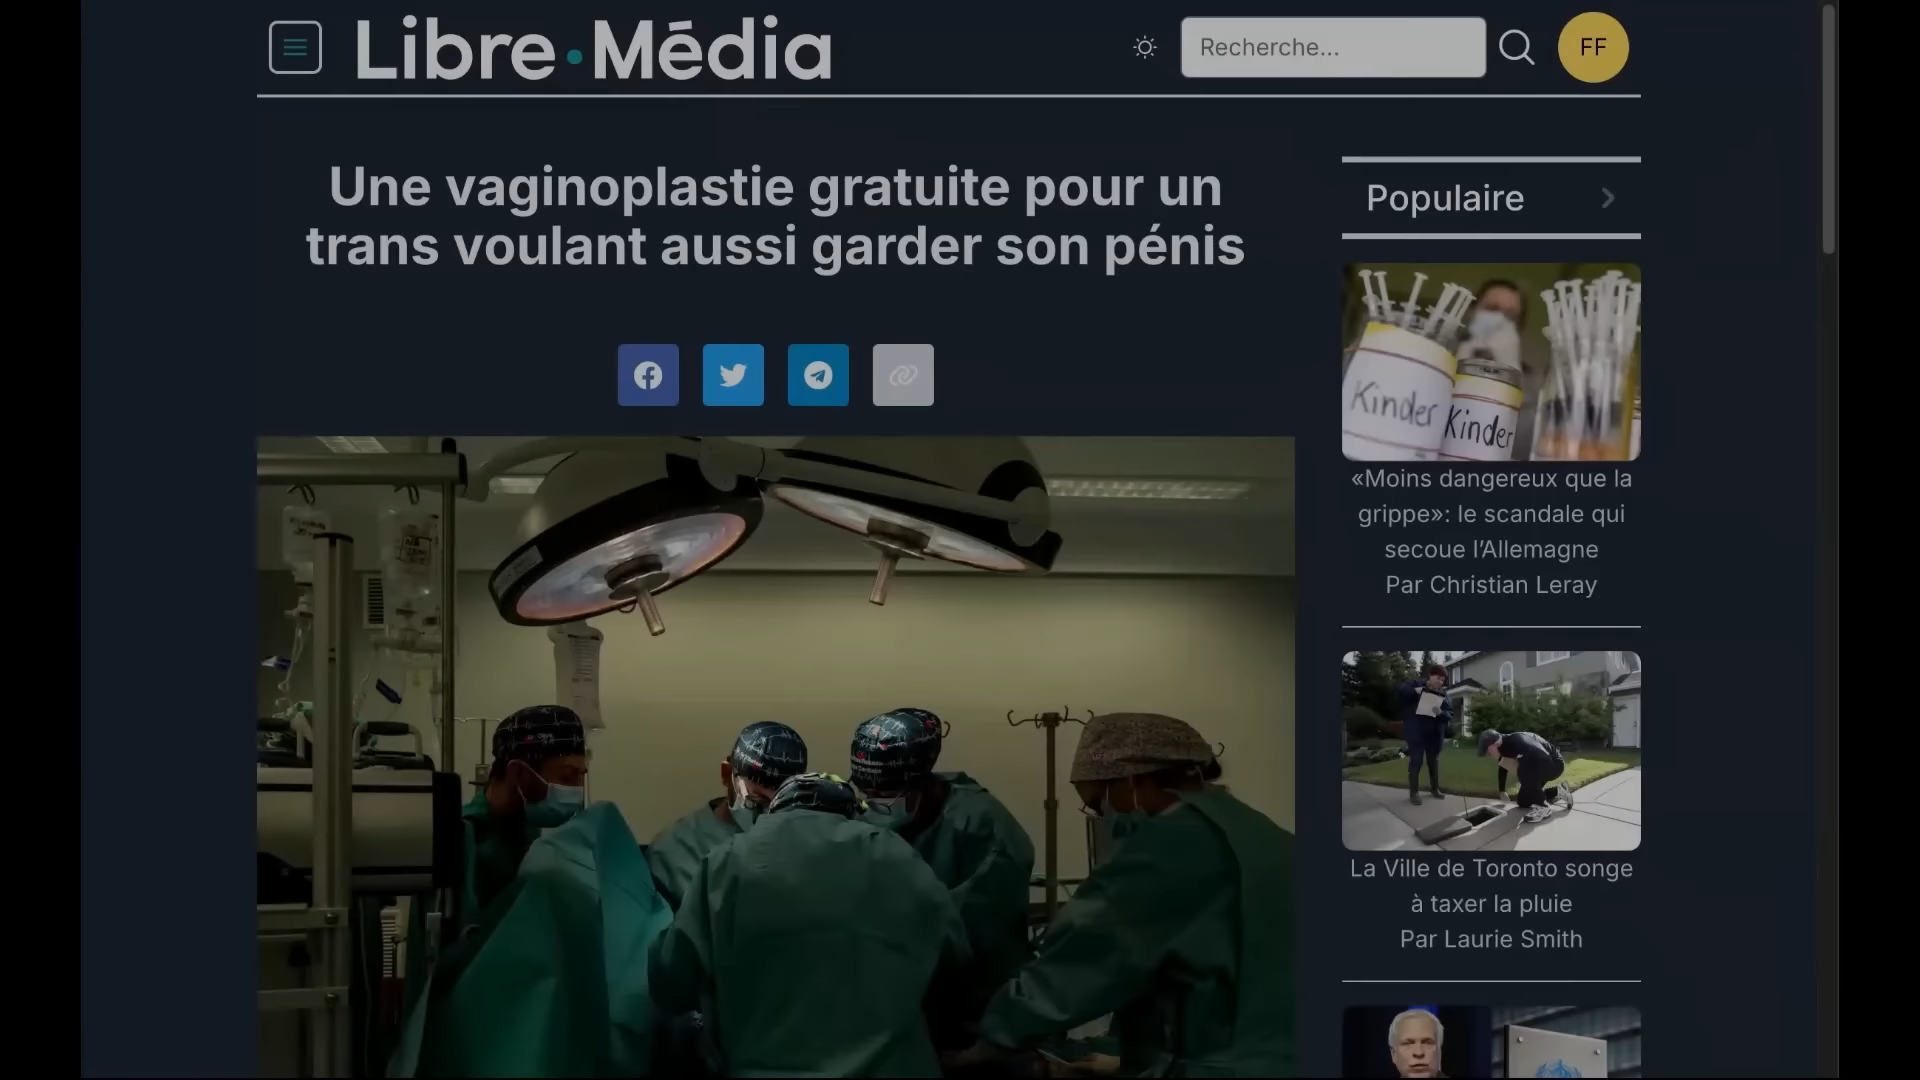 Libre•Média
Recherche...
FF
Une vaginoplastie gratuite pour un
trans voulant aussi garder son pénis
Populaire
Kinder
Kinder
«Moins dangereux que la
grippe»: le scandale qui
secoue l’Allemagne
Par Christian Leray
La Ville de Toronto songe
à taxer la pluie
Par Laurie Smith